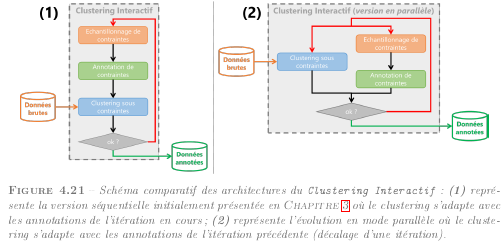 (1)
Clustering Interactif
Echantillonnage de
contraintes
Annotation de
contraintes
Clustering sous
contraintes
Données
brutes
ok ?
Données
annotées
(2)
Clustering Interactif (version en parallèle)
Echantillonnage de
contraintes
Clustering sous
contraintes
Données
brutes
Annotation de
contraintes
ok ?
Données
annotées
FIGURE 4.21 – Schéma comparatif des architectures du Clustering Interactif : (1) repré-
sente la version séquentielle initialement présentée en CHAPITRE 3 où le clustering s'adapte avec
les annotations de l'itération en cours ; (2) représente l'évolution en mode parallèle où le cluste-
ring s'adapte avec les annotations de l'itération précédente (décalage d'une itération).